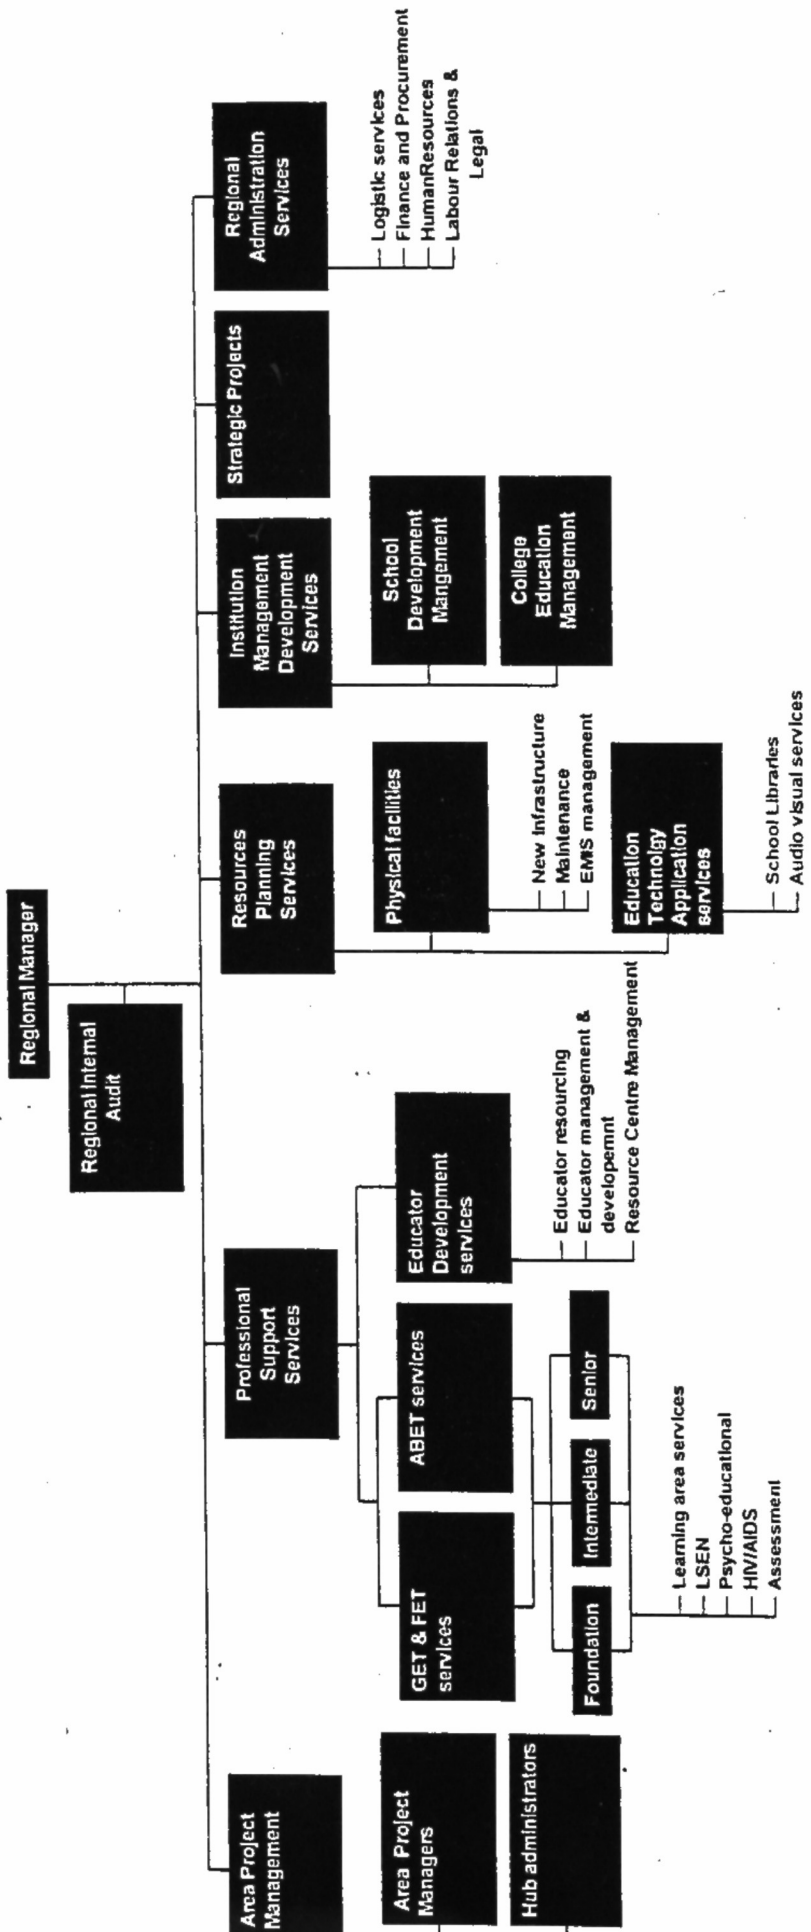 Regional Manager
Regional Internal
Audit
Area Project
Management
Professional
Support
Services
Resources
Planning
Services
Institution
Management
Development
Services
Strategic Projects
Regional
Administration
Services
Area Project
Managers
Hub administrators
GET & FET
services
ABET services
Educator
Development
services
Foundation
Intermediate
Senior
Learning area services
LSEN
Psycho-educational
HIV/AIDS
Assessment
Educator resourcing
Educator management &
developemnt
Resource Centre Management
Physical facilities
New Infrastructure
Maintenance
EMIS management
Education
Technolgy
Application
services
School Libraries
Audio visual services
School
Development
Mangement
College
Education
Management
Logistic services
Finance and Procurement
HumanResources
Labour Relations &
Legal